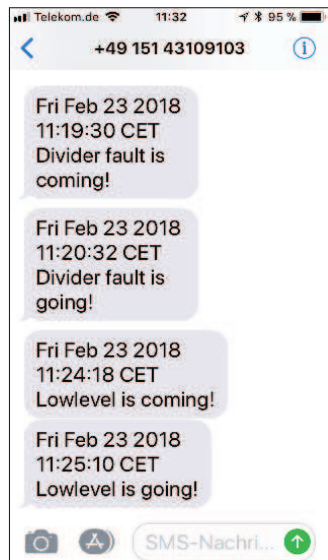 Telekom.de 11:32 95 %
+49 151 43109103
Fri Feb 23 2018
11:19:30 CET
Divider fault is
coming!
Fri Feb 23 2018
11:20:32 CET
Divider fault is
going!
Fri Feb 23 2018
11:24:18 CET
Lowlevel is coming!
Fri Feb 23 2018
11:25:10 CET
Lowlevel is going!
SMS-Nachri...